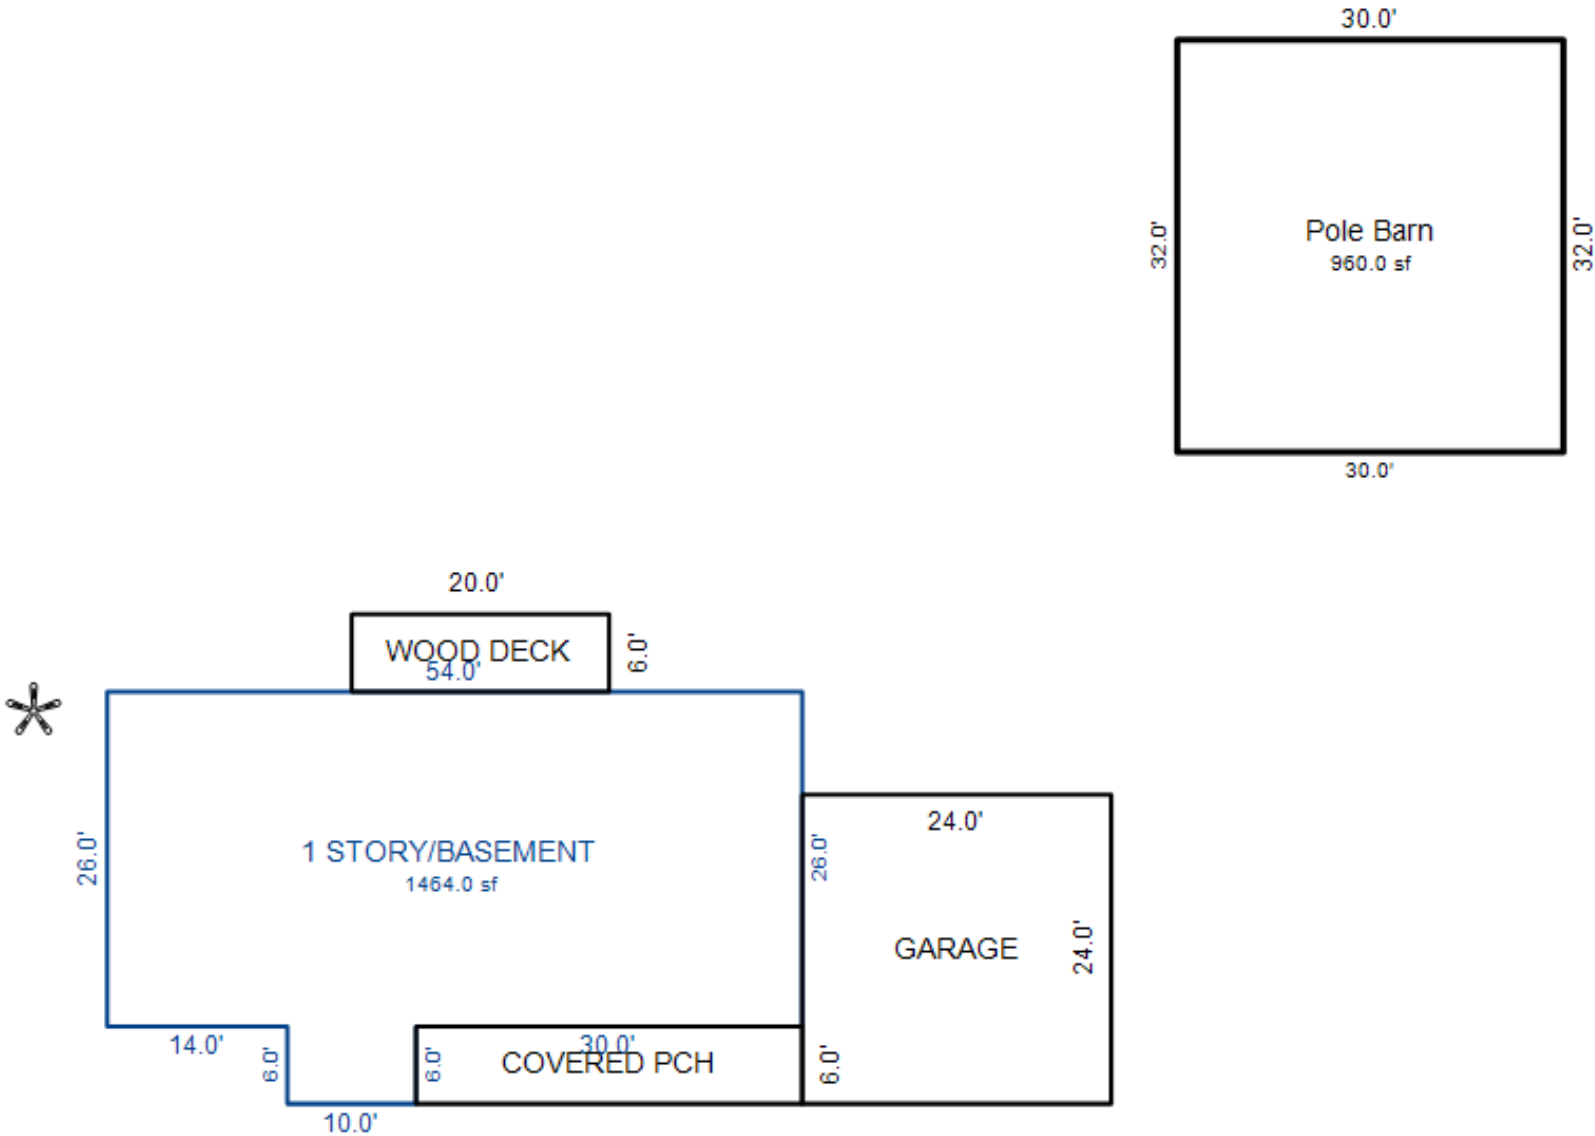 30.0'
32.0'
Pole Barn
960.0 sf
32.0'
30.0'
20.0'
WOOD DECK
6.0'
54.0'
26.0'
1 STORY/BASEMENT
1464.0 sf
26.0'
24.0'
GARAGE
24.0'
14.0'
6.0'
10.0'
6.0'
30.0'
COVERED PCH
6.0'